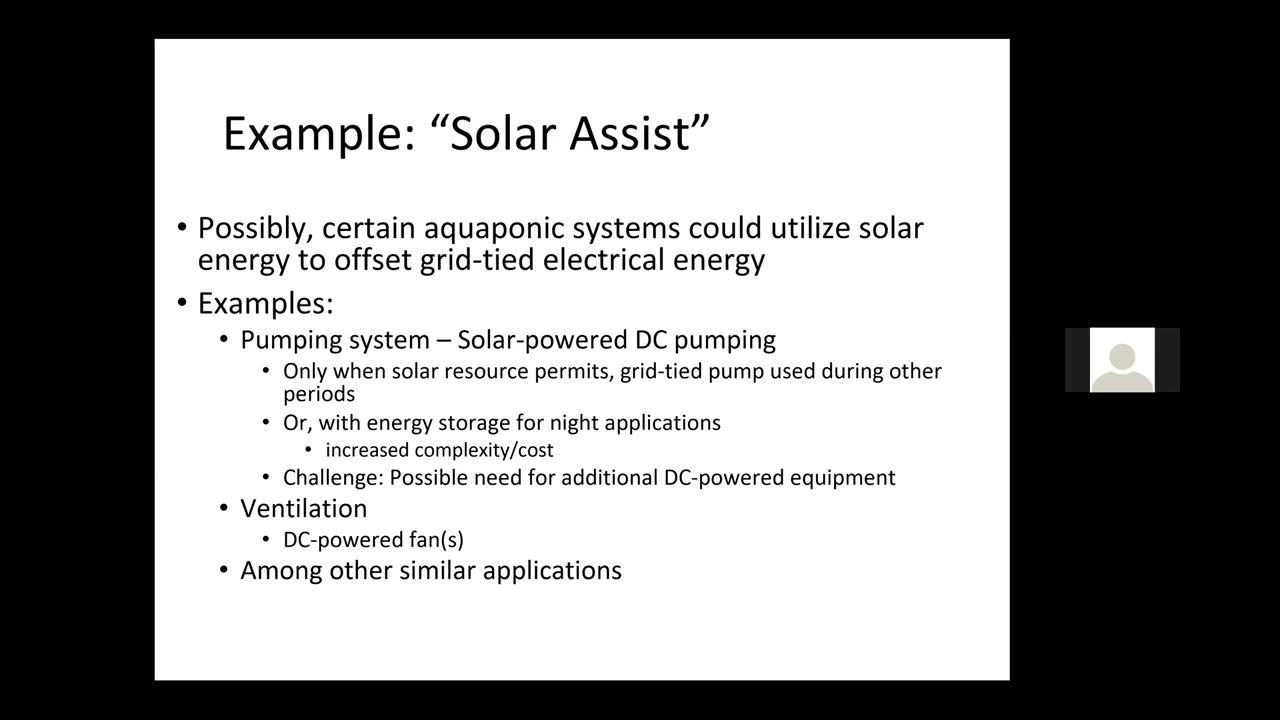 Example: “Solar Assist”
• Possibly, certain aquaponic systems could utilize solar
energy to offset grid-tied electrical energy
• Examples:
• Pumping system – Solar-powered DC pumping
• Only when solar resource permits, grid-tied pump used during other
periods
• Or, with energy storage for night applications
• increased complexity/cost
• Challenge: Possible need for additional DC-powered equipment
• Ventilation
• DC-powered fan(s)
• Among other similar applications